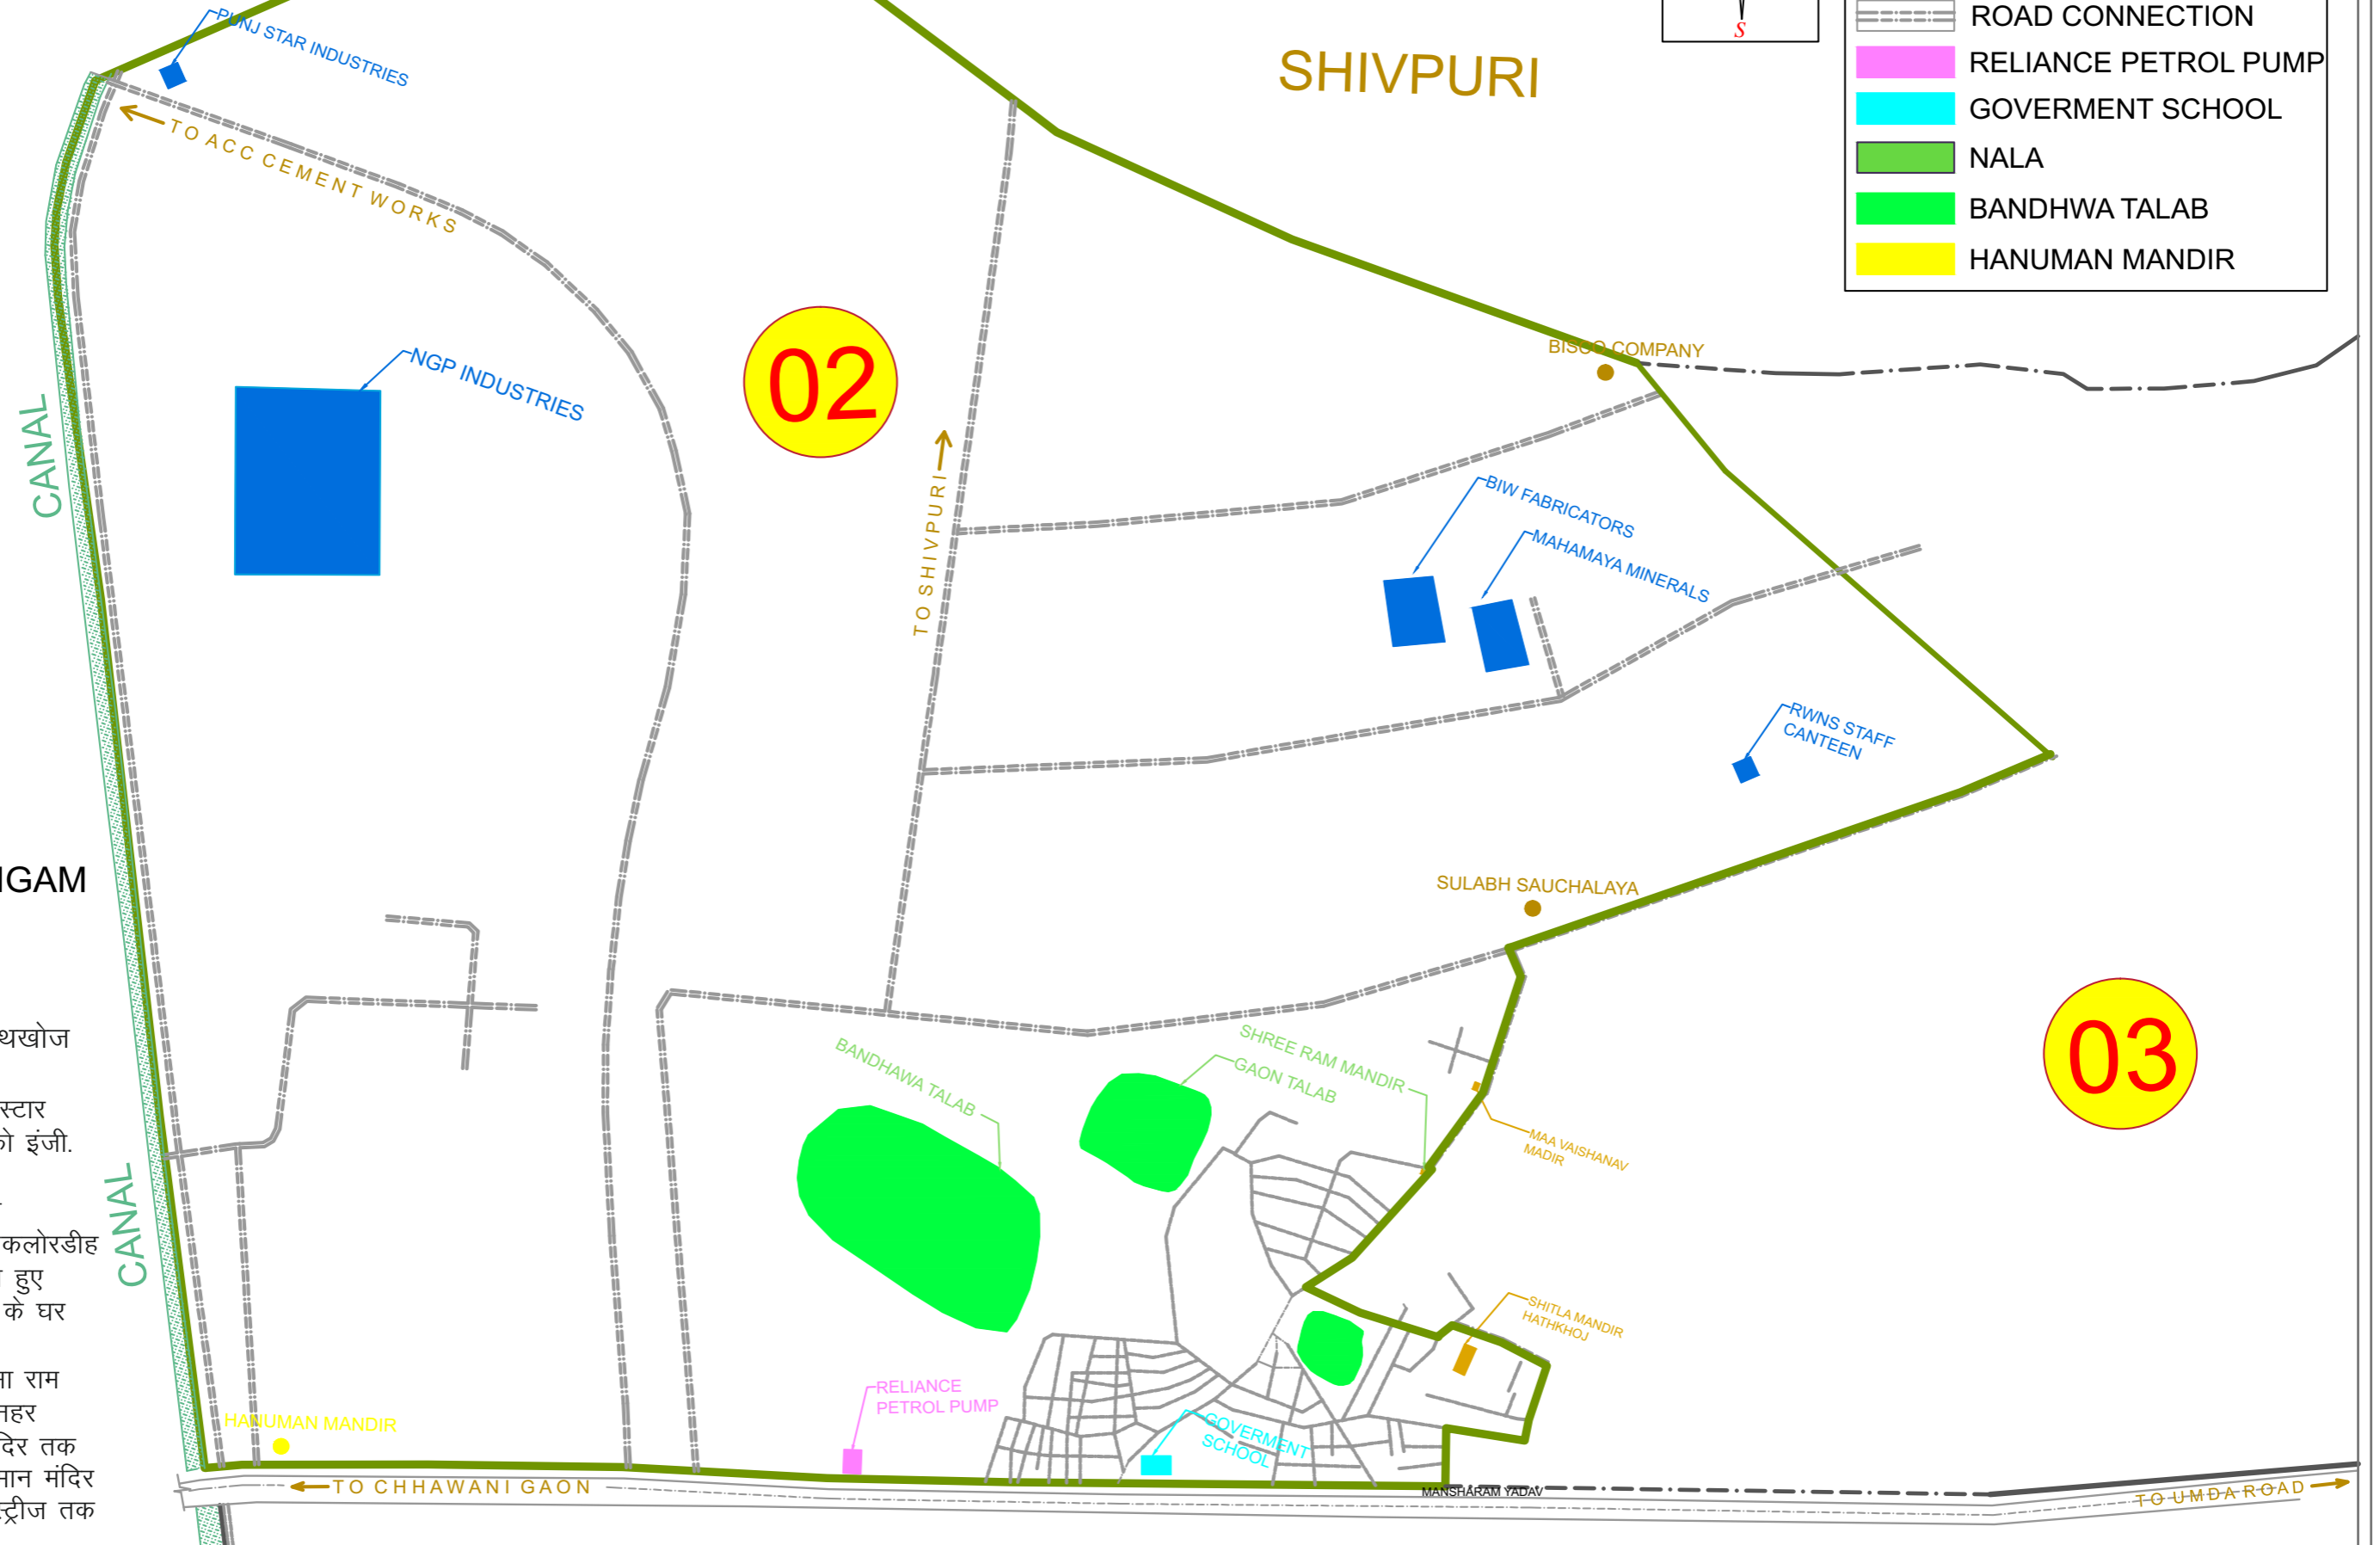 S
ROAD CONNECTION
RELIANCE PETROL PUMP
GOVERMENT SCHOOL
NALA
BANDHWA TALAB
HANUMAN MANDIR
PUNJ STAR INDUSTRIES
SHIVPURI
TO ACC CEMENT WORKS
02
BISCO COMPANY
NGP INDUSTRIES
CANAL
TO SHIVPURI
BIW FABRICATORS
MAHAMAYA MINERALS
RWNS STAFF
CANTEEN
IGAM
SULABH SAUCHALAYA
03
थखोज
स्टार
को इंजी.
कलोरडीह
हुए
के घर
राम
नहर
तक
मान मंदिर
तक
CANAL
BANDHAWA TALAB
SHREE RAM MANDIR
GAON TALAB
MAA VAISHANAV
MADIR
SHITLA MANDIR
HATHKHOJ
RELIANCE
PETROL PUMP
HANUMAN MANDIR
GOVERMENT
SCHOOL
TO CHHAWANI GAON
MANSHARAM YADAV
TO UMDA ROAD